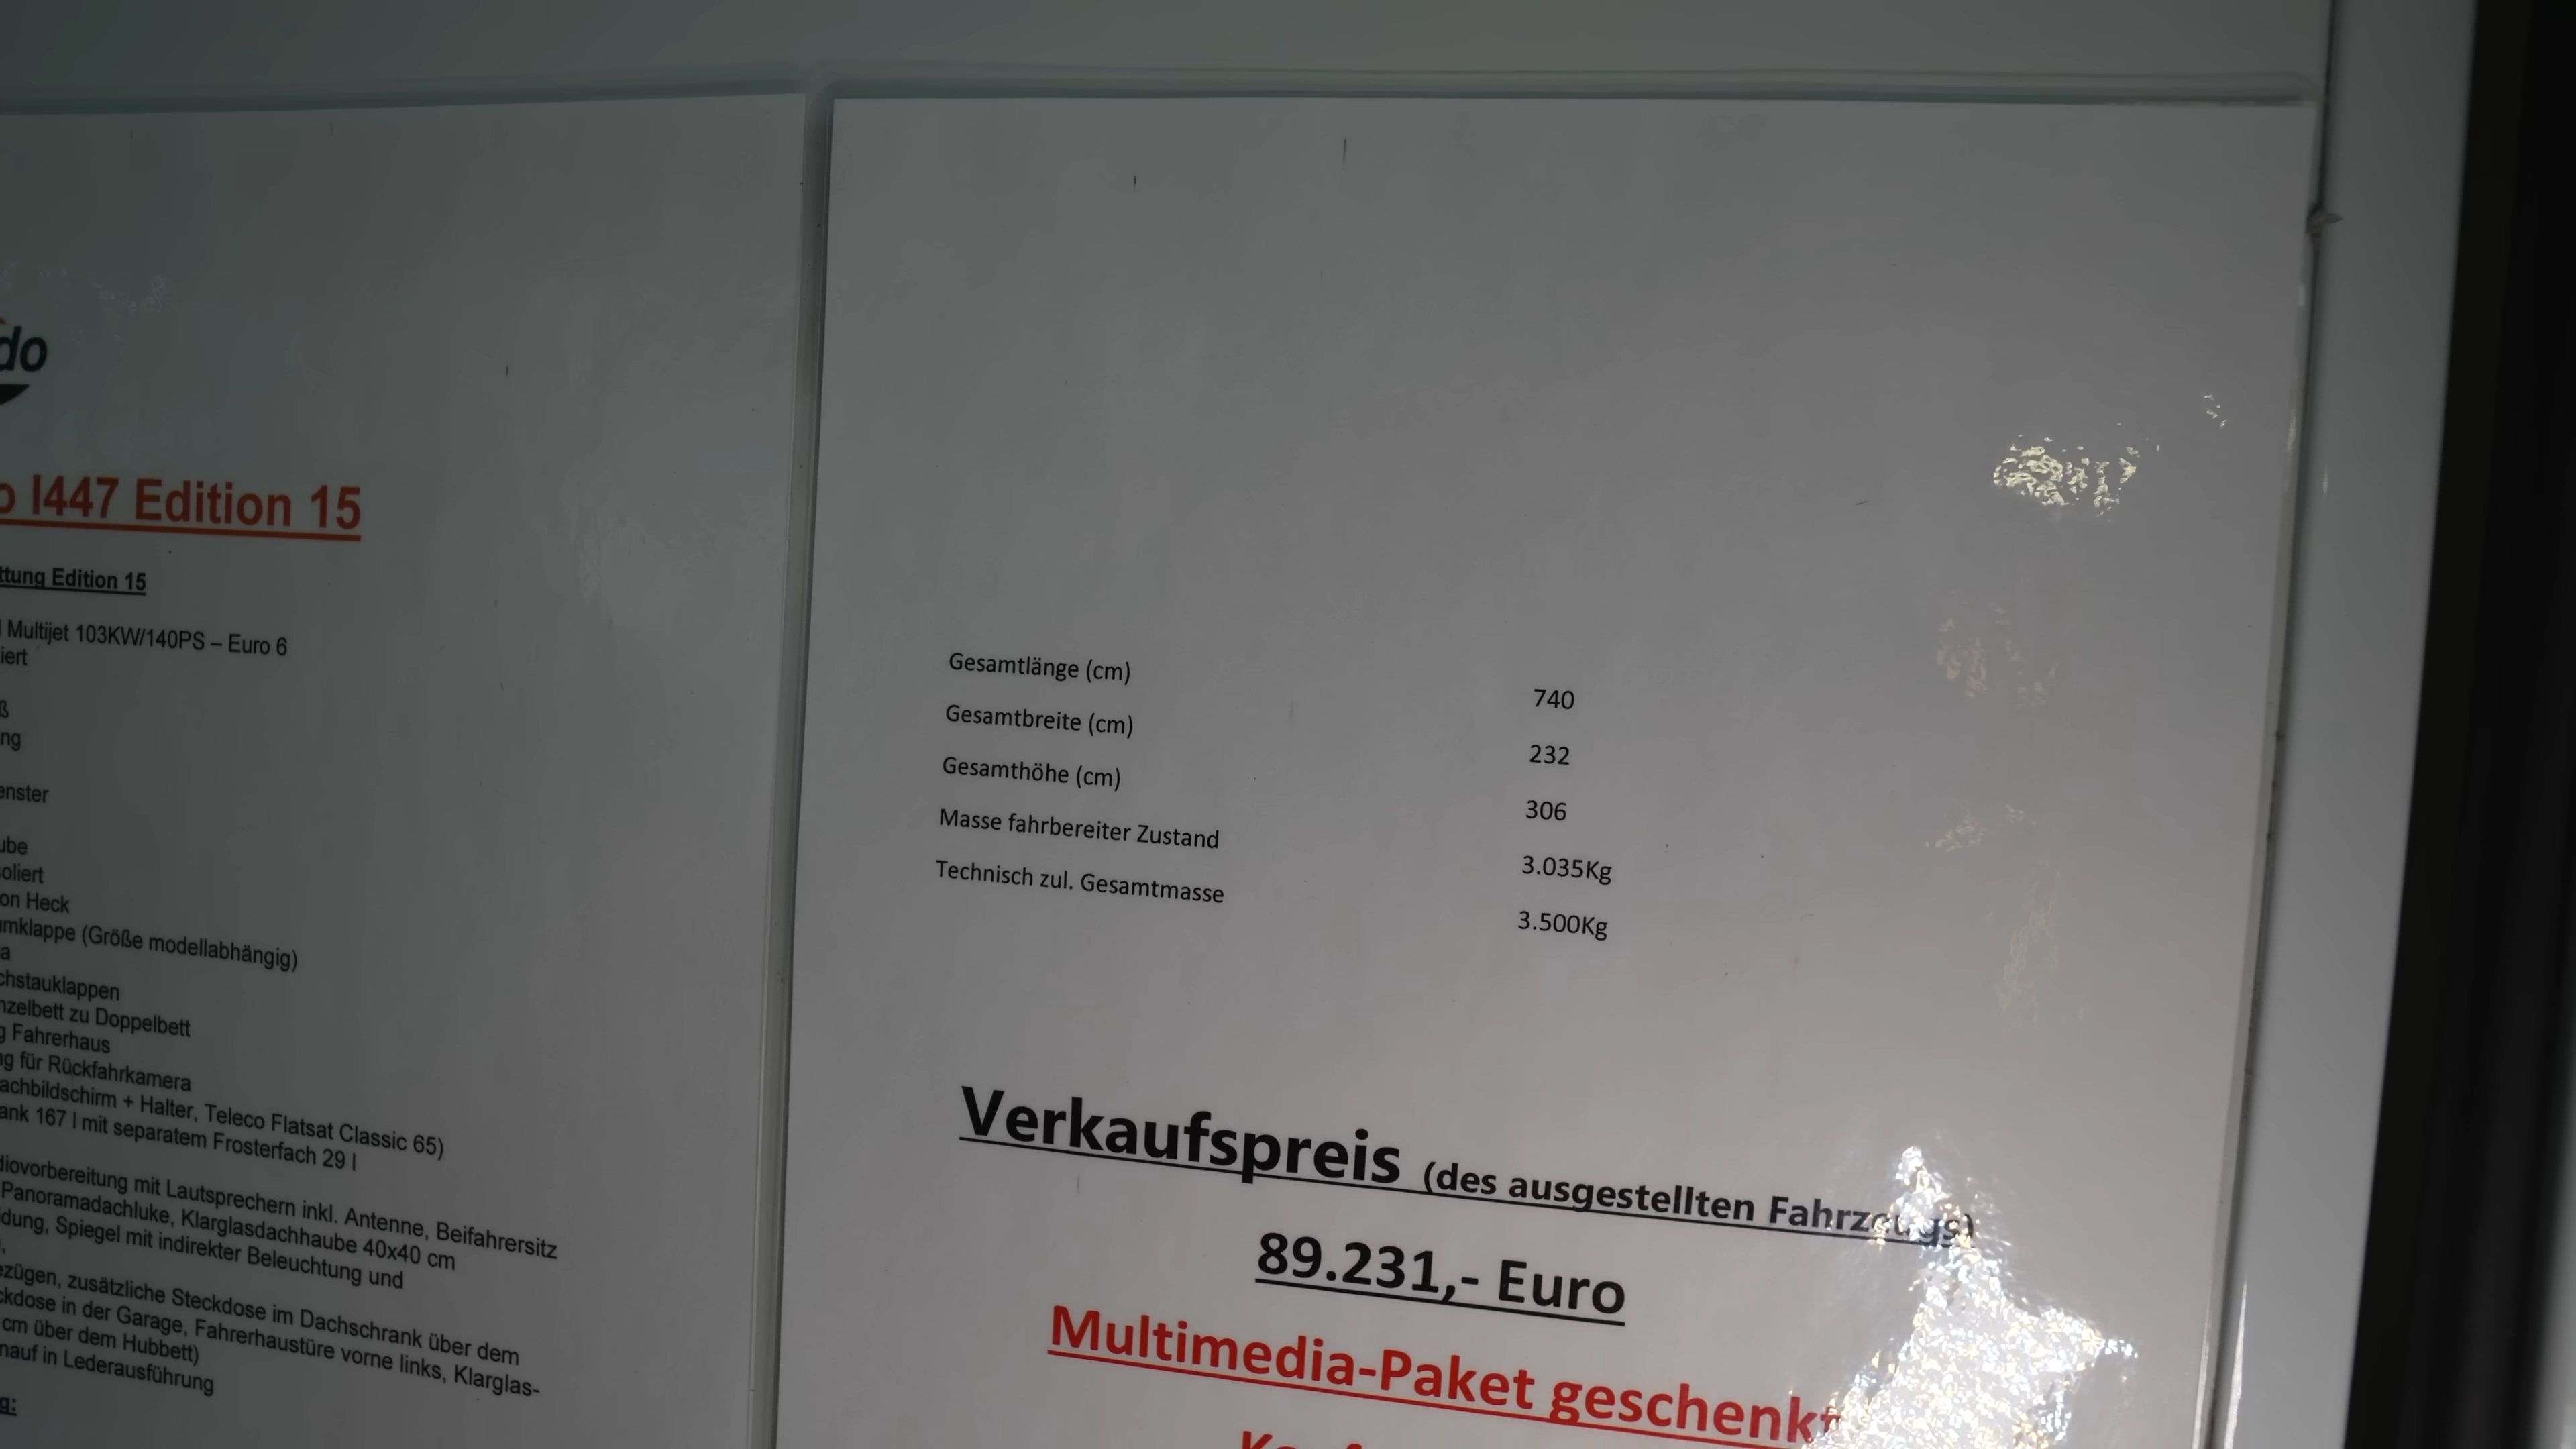 do
o I447 Edition 15
ttung Edition 15
Multijet 103KW/140PS – Euro 6
iert
ß
ng
enster
ube
oliert
on Heck
mklappe (Größe modellabhängig)
a
chstauklappen
nzelbett zu Doppelbett
g Fahrerhaus
ng für Rückfahrkamera
achbildschirm + Halter, Teleco Flatsat Classic 65)
ank 167 l mit separatem Frosterfach 29 l
diovorbereitung mit Lautsprechern inkl. Antenne, Beifahrersitz
Panoramadachluke, Klarglasdachhaube 40x40 cm
dung, Spiegel mit indirekter Beleuchtung und
ezügen, zusätzliche Steckdose im Dachschrank über dem
ckdose in der Garage, Fahrerhaustüre vorne links, Klarglas-
cm über dem Hubbett)
nauf in Lederausführung
g:
Gesamtlänge (cm) 740
Gesamtbreite (cm) 232
Gesamthöhe (cm) 306
Masse fahrbereiter Zustand 3.035Kg
Technisch zul. Gesamtmasse 3.500Kg
Verkaufspreis (des ausgestellten Fahrzeugs)
89.231,- Euro
Multimedia-Paket geschenkt